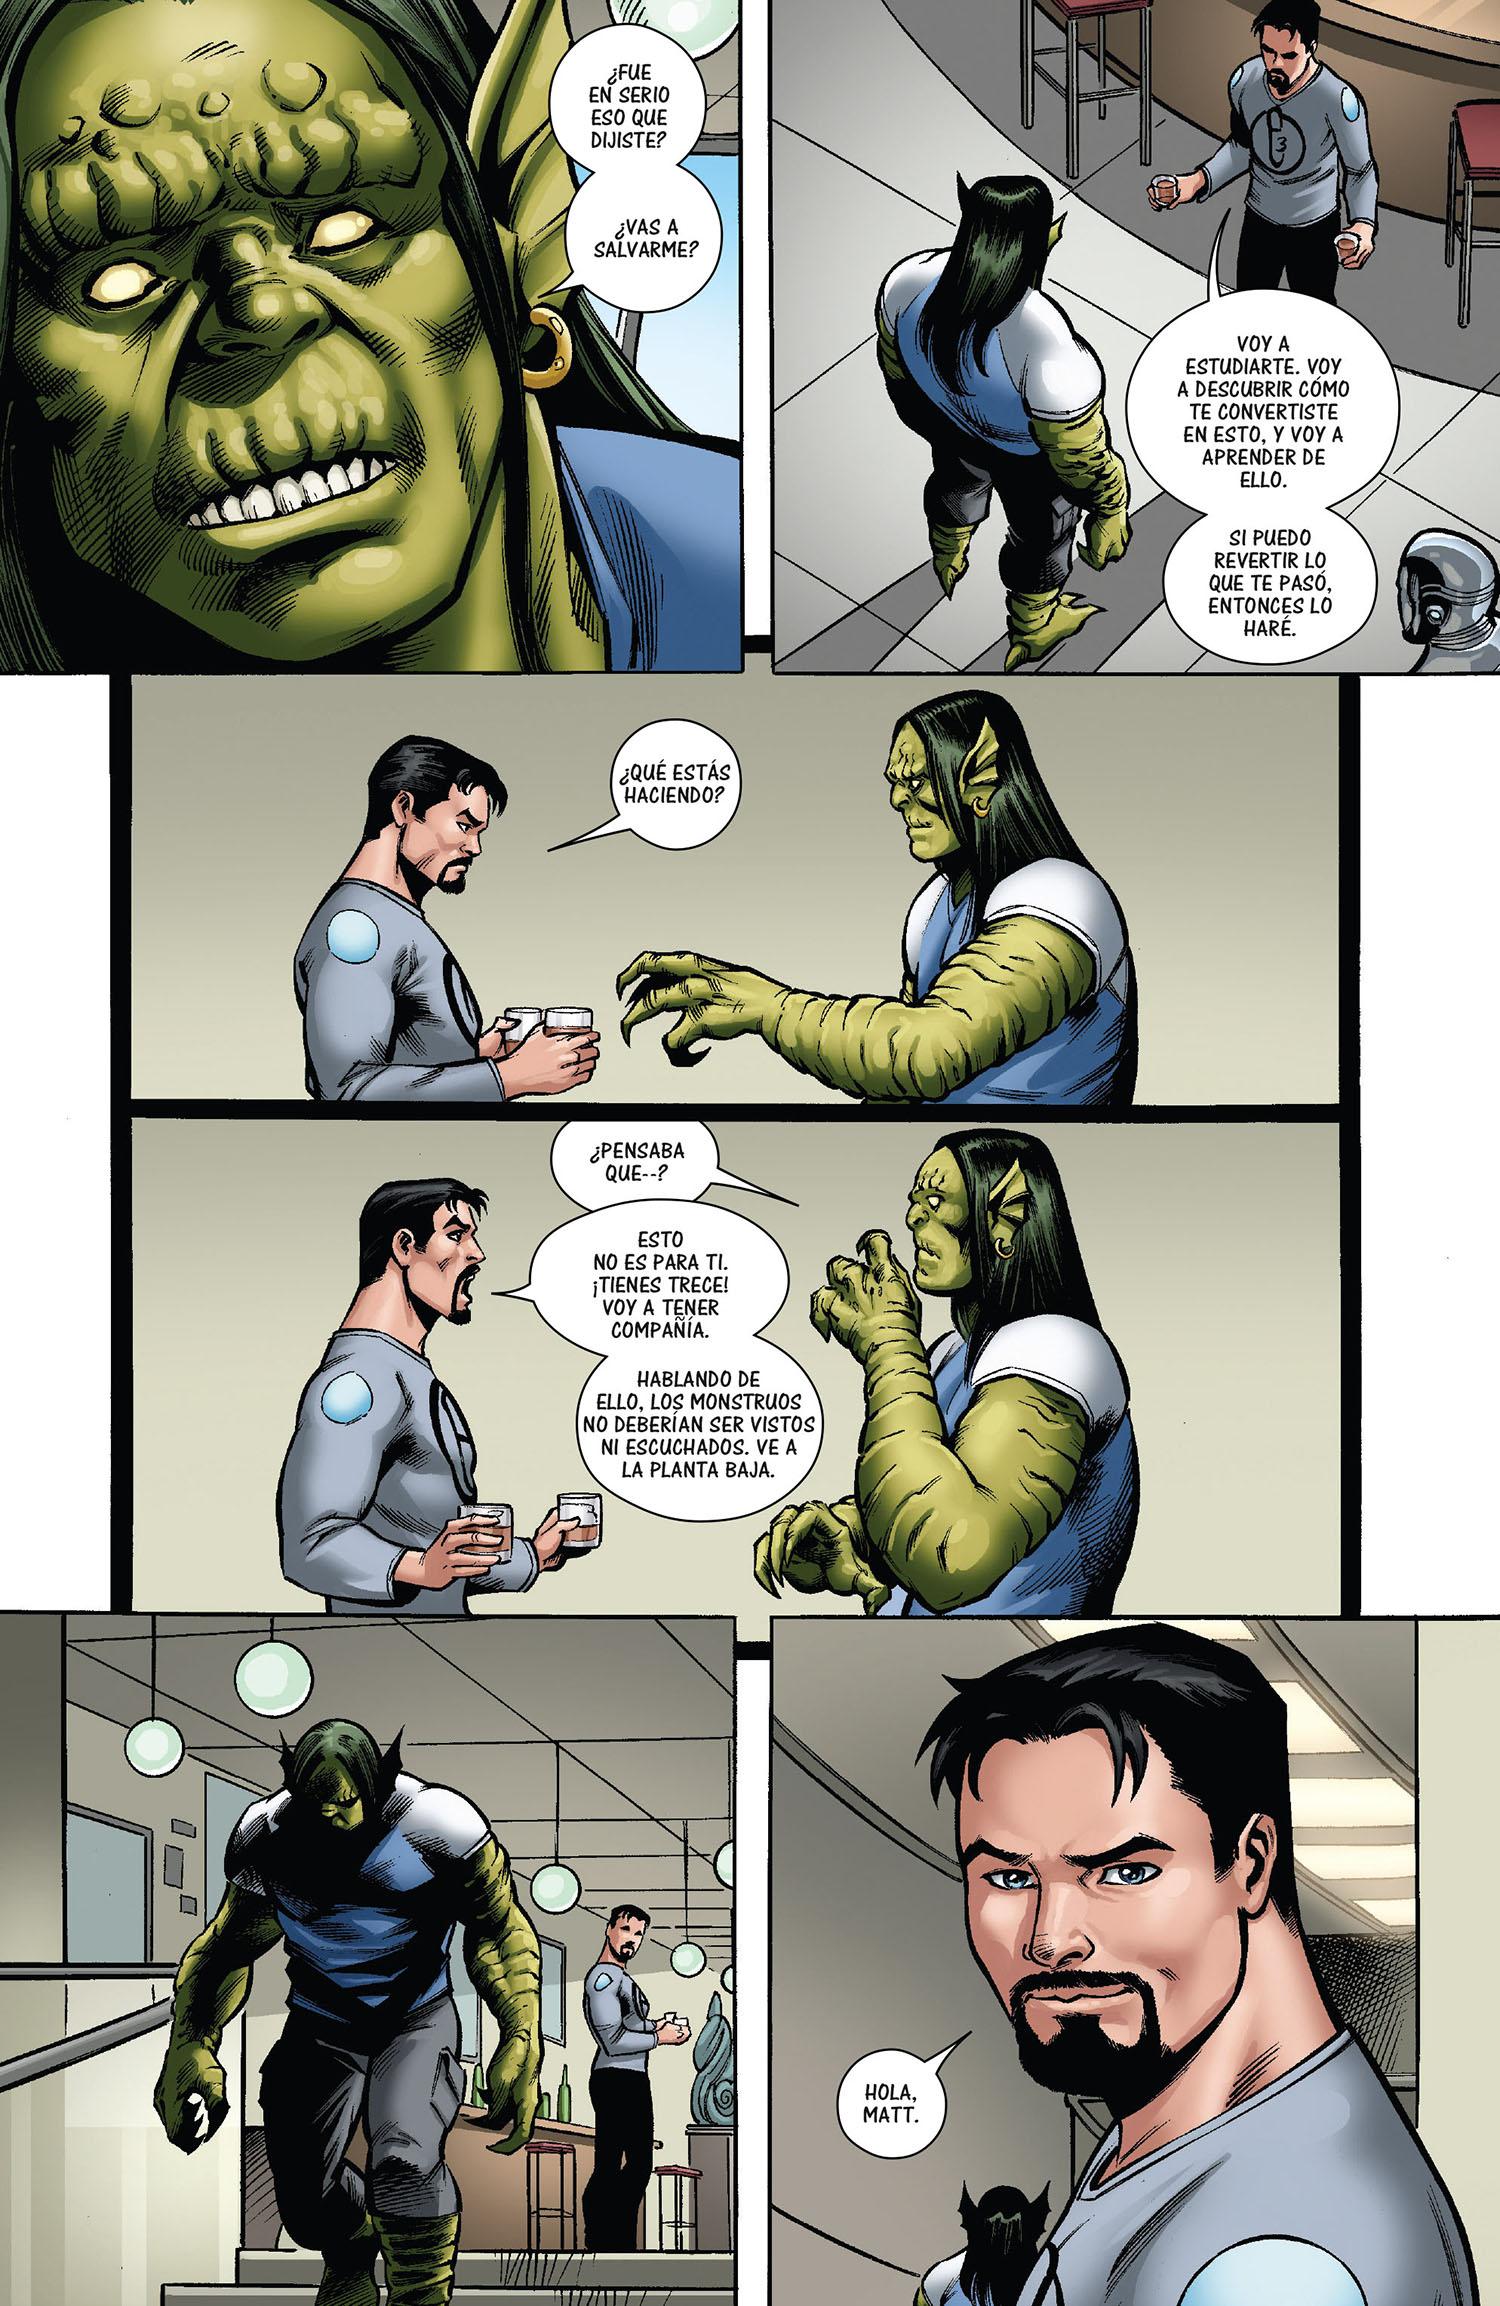 ¿FUE
EN SERIO
ESO QUE
DIJISTE?
¿VAS A
SALVARME?
VOY A
ESTUDIARTE. VOY
A DESCUBRIR CÓMO
TE CONVERTISTE
EN ESTO, Y VOY A
APRENDER DE
ELLO.
SI PUEDO
REVERTIR LO
QUE TE PASÓ,
ENTONCES LO
HARÉ.
¿QUÉ ESTÁS
HACIENDO?
¿PENSABA
QUE--?
ESTO
NO ES PARA TI.
¡TIENES TRECE!
VOY A TENER
COMPAÑÍA.
HABLANDO DE
ELLO, LOS MONSTRUOS
NO DEBERÍAN SER VISTOS
NI ESCUCHADOS. VE A
LA PLANTA BAJA.
HOLA,
MATT.